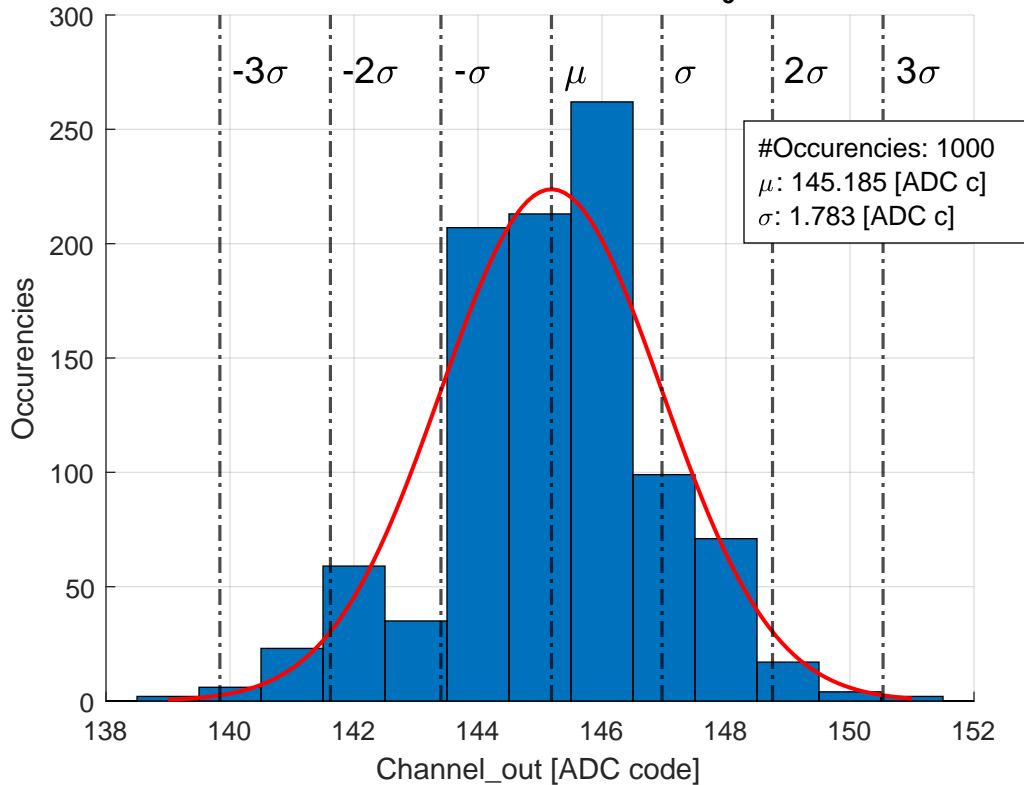 300
250
200
150
100
50
0
-3σ
-2σ
-σ
μ
σ
2σ
3σ
#Occurencies: 1000
μ: 145.185 [ADC c]
σ: 1.783 [ADC c]
Occurencies
138
140
142
144
146
148
150
152
Channel_out [ADC code]